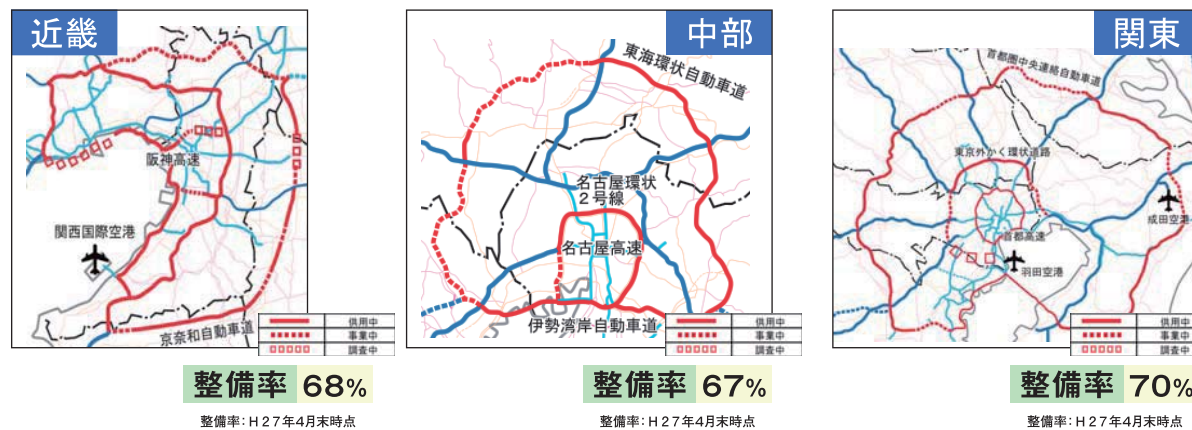 近畿
阪神高速
関西国際空港
京奈和自動車道
供用中
事業中
調査中
整備率 68%
整備率:H27年4月末時点
中部
東海環状自動車道
名古屋環状
2号線
名古屋高速
伊勢湾岸自動車道
供用中
事業中
調査中
整備率 67%
整備率:H27年4月末時点
関東
首都圏中央連絡自動車道
東京外かく環状道路
成田空港
首都高速
羽田空港
供用中
事業中
調査中
整備率 70%
整備率:H27年4月末時点